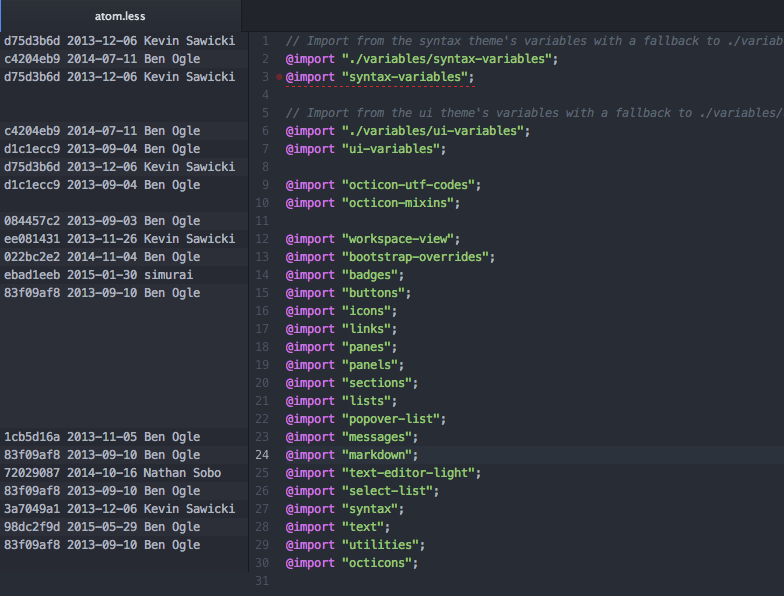 atom.less
d75d3b6d 2013-12-06 Kevin Sawicki 1 // Import from the syntax theme's variables with a fallback to ./variab
c4204eb9 2014-07-11 Ben Ogle 2 @import "./variables/syntax-variables";
d75d3b6d 2013-12-06 Kevin Sawicki 3 @import "syntax-variables";
4
5 // Import from the ui theme's variables with a fallback to ./variables/
c4204eb9 2014-07-11 Ben Ogle 6 @import "./variables/ui-variables";
d1c1ecc9 2013-09-04 Ben Ogle 7 @import "ui-variables";
d75d3b6d 2013-12-06 Kevin Sawicki 8
d1c1ecc9 2013-09-04 Ben Ogle 9 @import "octicon-utf-codes";
10 @import "octicon-mixins";
084457c2 2013-09-03 Ben Ogle 11
ee081431 2013-11-26 Kevin Sawicki 12 @import "workspace-view";
022bc2e2 2014-11-04 Ben Ogle 13 @import "bootstrap-overrides";
ebad1eeb 2015-01-30 simurai 14 @import "badges";
83f09af8 2013-09-10 Ben Ogle 15 @import "buttons";
16 @import "icons";
17 @import "links";
18 @import "panes";
19 @import "panels";
20 @import "sections";
21 @import "lists";
22 @import "popover-list";
1cb5d16a 2013-11-05 Ben Ogle 23 @import "messages";
83f09af8 2013-09-10 Ben Ogle 24 @import "markdown";
72029087 2014-10-16 Nathan Sobo 25 @import "text-editor-light";
83f09af8 2013-09-10 Ben Ogle 26 @import "select-list";
3a7049a1 2013-12-06 Kevin Sawicki 27 @import "syntax";
98dc2f9d 2015-05-29 Ben Ogle 28 @import "text";
83f09af8 2013-09-10 Ben Ogle 29 @import "utilities";
30 @import "octicons";
31